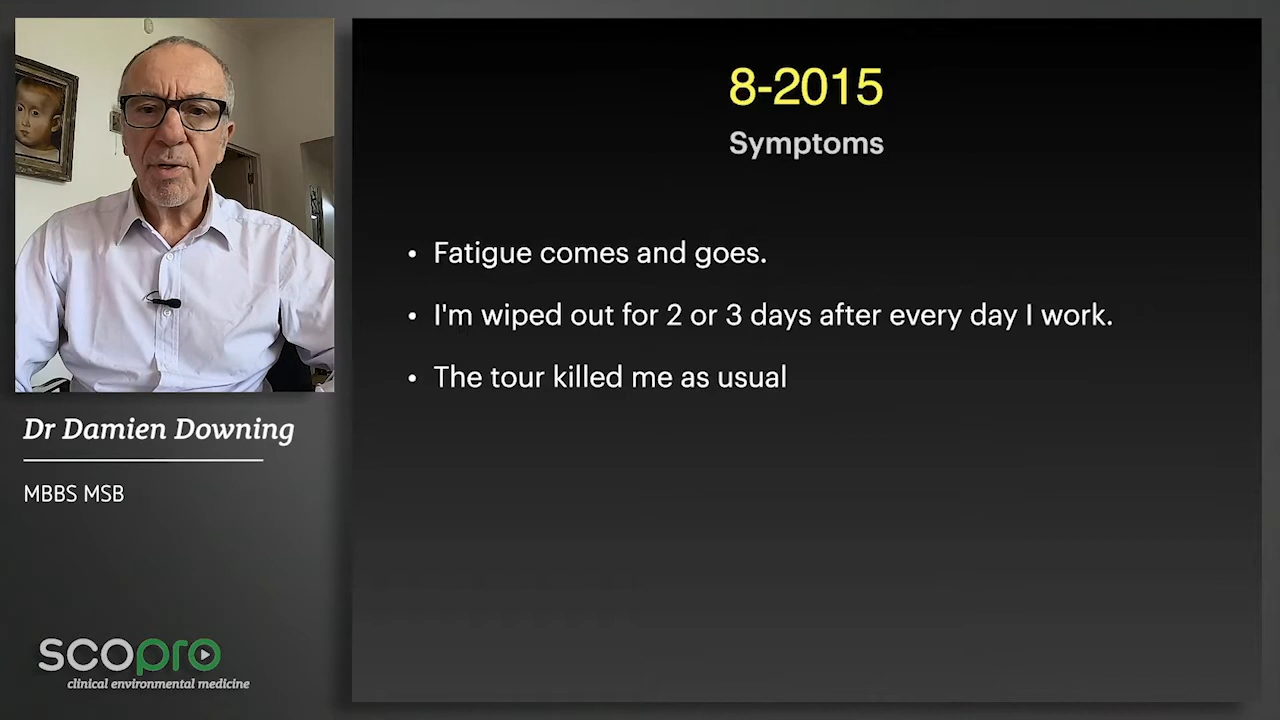 8-2015
Symptoms
• Fatigue comes and goes.
• I'm wiped out for 2 or 3 days after every day I work.
• The tour killed me as usual
Dr Damien Downing
MBBS MSB
scopro
clinical environmental medicine